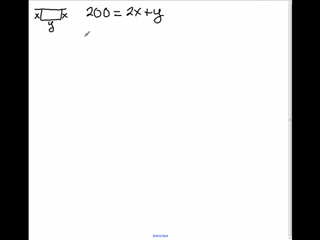 x x 200 = 2x + y
y